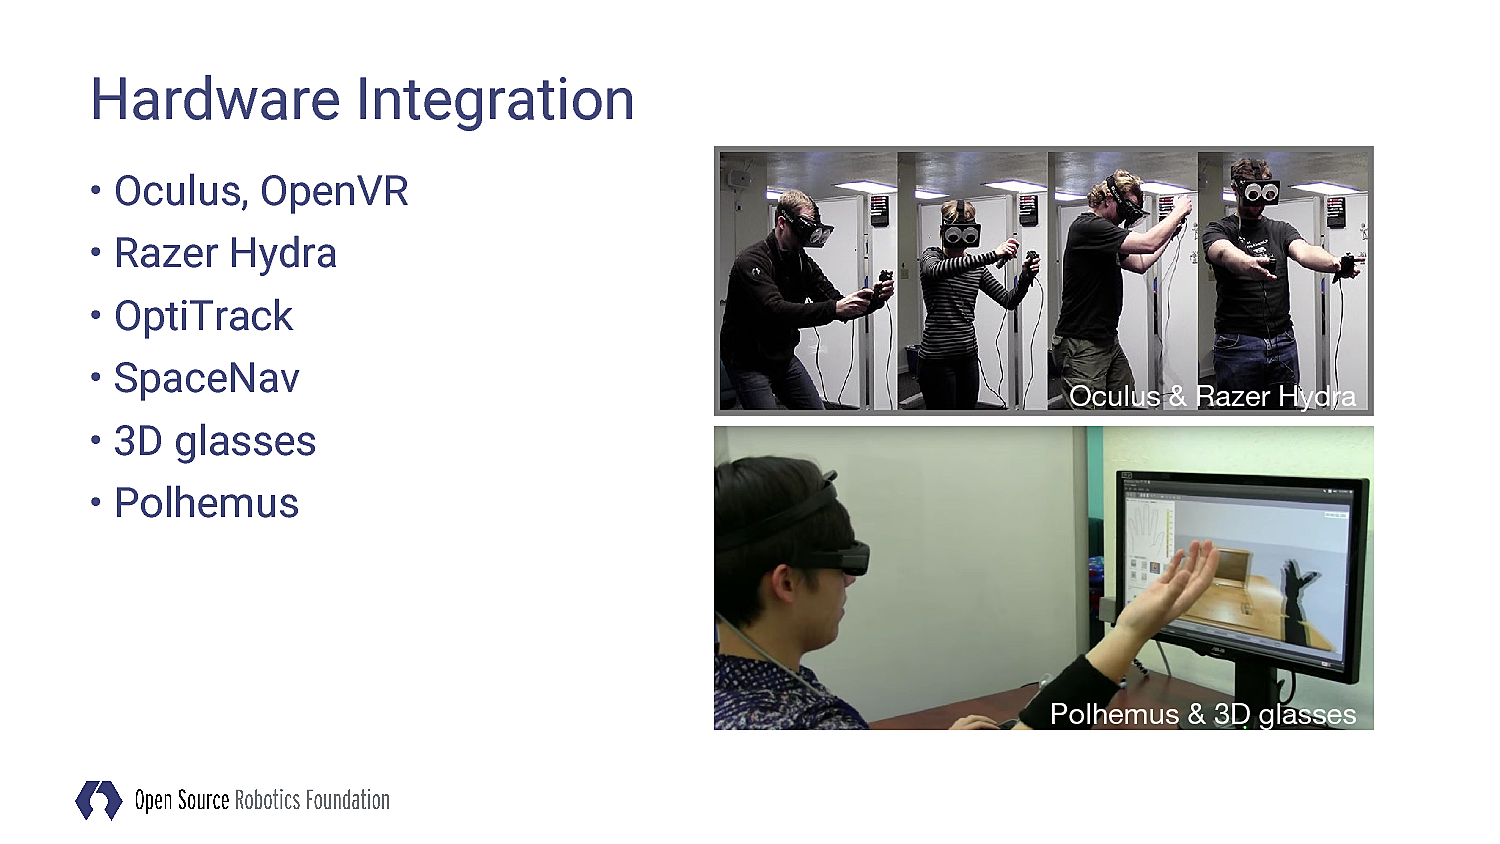 Hardware Integration
• Oculus, OpenVR
• Razer Hydra
• OptiTrack
• SpaceNav
• 3D glasses
• Polhemus
Oculus & Razer Hydra
Polhemus & 3D glasses
Open Source Robotics Foundation